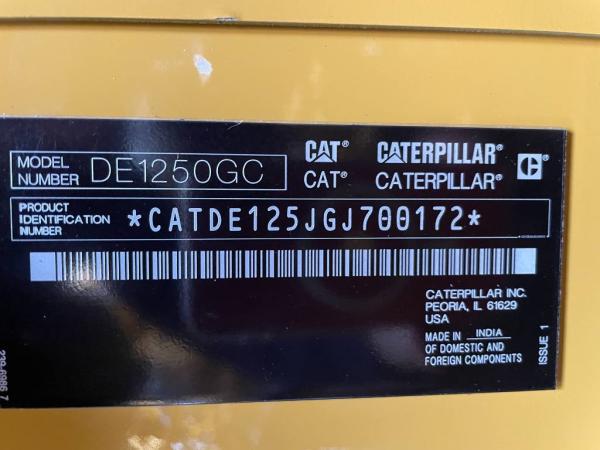 MODEL NUMBER DE1250GC
CAT® CATERPILLAR® C®
CAT® CATERPILLAR®
PRODUCT IDENTIFICATION NUMBER *CATDE125JGJ700172*
CATERPILLAR INC.
PEORIA, IL 61629
USA
MADE IN INDIA
OF DOMESTIC AND
FOREIGN COMPONENTS
ISSUE 1